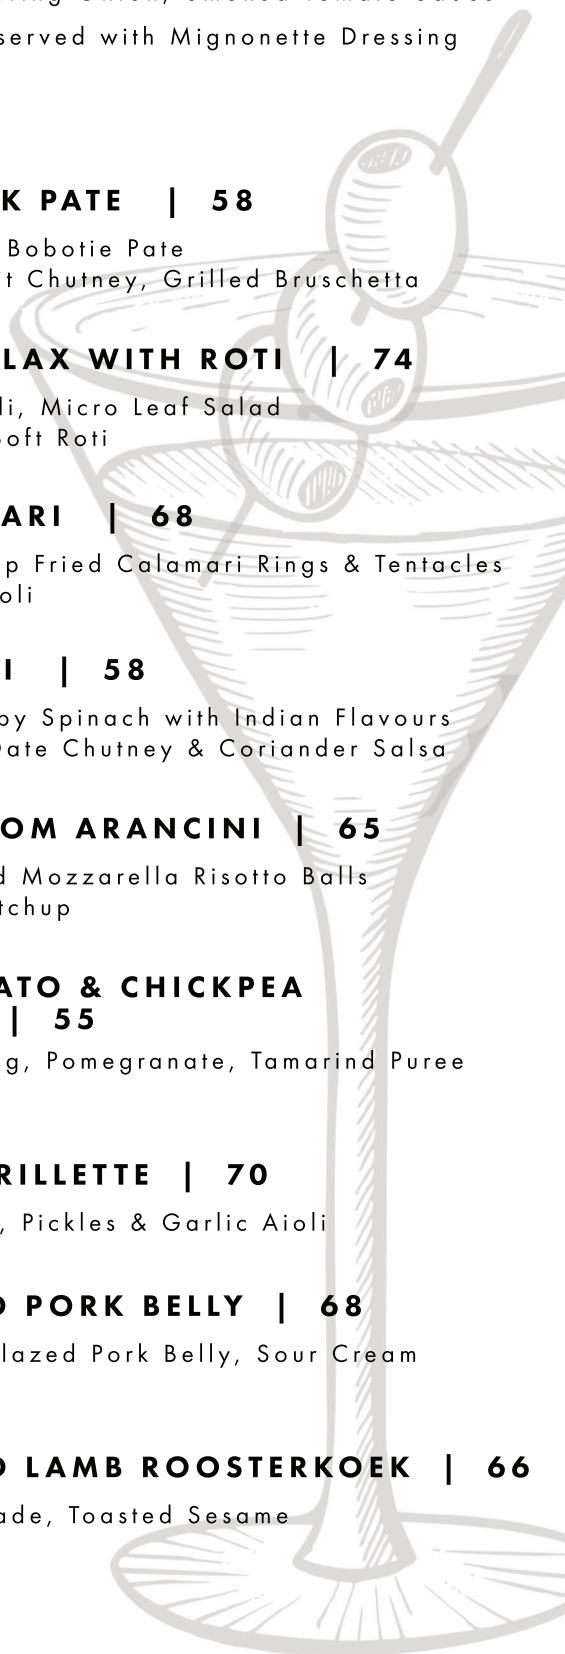 served with Mignonette Dressing
K PATE | 58
Bobotie Pate
't Chutney, Grilled Bruschetta
LAX WITH ROTI | 74
li, Micro Leaf Salad
Soft Roti
ARI | 68
p Fried Calamari Rings & Tentacles
oli
I | 58
by Spinach with Indian Flavours
Date Chutney & Coriander Salsa
OM ARANCINI | 65
d Mozzarella Risotto Balls
tchup
ATO & CHICKPEA
| 55
g, Pomegranate, Tamarind Puree
RILLETTE | 70
, Pickles & Garlic Aioli
D PORK BELLY | 68
lazed Pork Belly, Sour Cream
D LAMB ROOSTERKOEK | 66
ade, Toasted Sesame